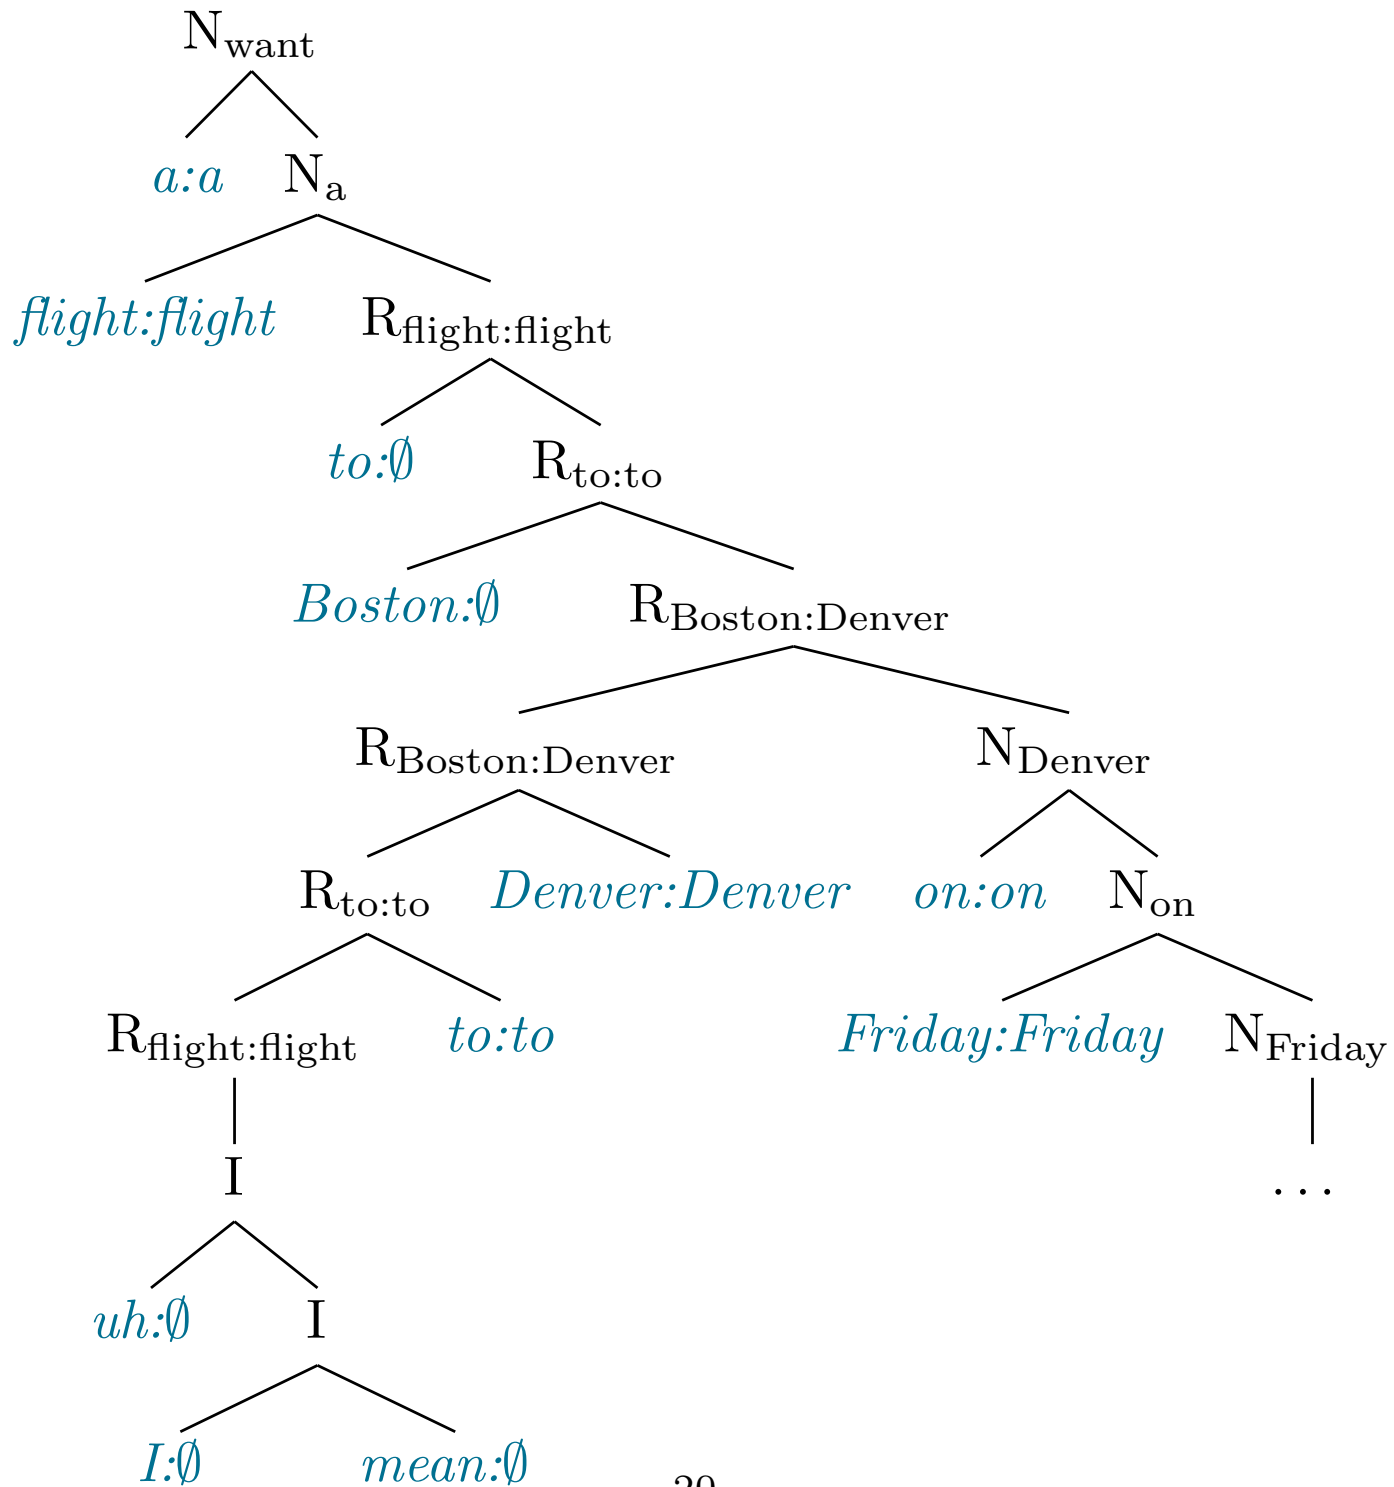 N_want
a:a N_a
flight:flight R_flight:flight
to:∅ R_to:to
Boston:∅ R_Boston:Denver
R_Boston:Denver N_Denver
R_to:to Denver:Denver on:on N_on
R_flight:flight to:to Friday:Friday N_Friday
I ...
uh:∅ I
I:∅ mean:∅